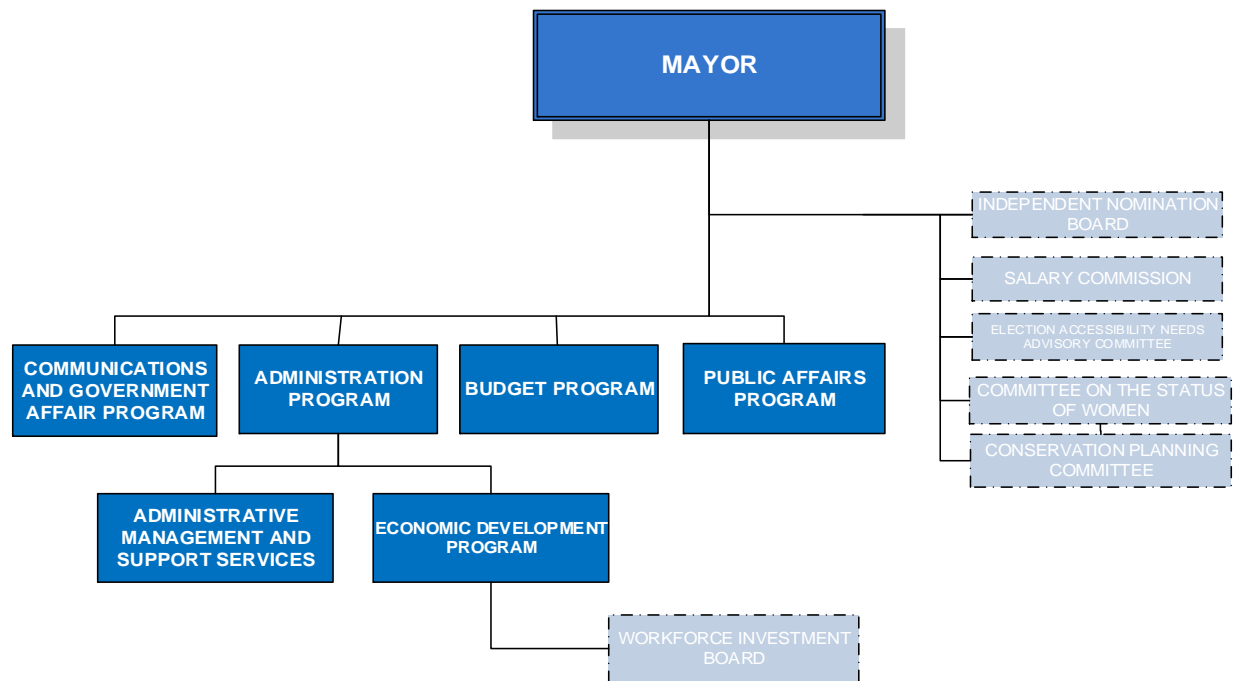 MAYOR
INDEPENDENT NOMINATION
BOARD
SALARY COMMISSION
ELECTION ACCESSIBILITY NEEDS
ADVISORY COMMITTEE
COMMITTEE ON THE STATUS
OF WOMEN
CONSERVATION PLANNING
COMMITTEE
COMMUNICATIONS
AND GOVERNMENT
AFFAIR PROGRAM
ADMINISTRATION
PROGRAM
BUDGET PROGRAM
PUBLIC AFFAIRS
PROGRAM
ADMINISTRATIVE
MANAGEMENT AND
SUPPORT SERVICES
ECONOMIC DEVELOPMENT
PROGRAM
WORKFORCE INVESTMENT
BOARD